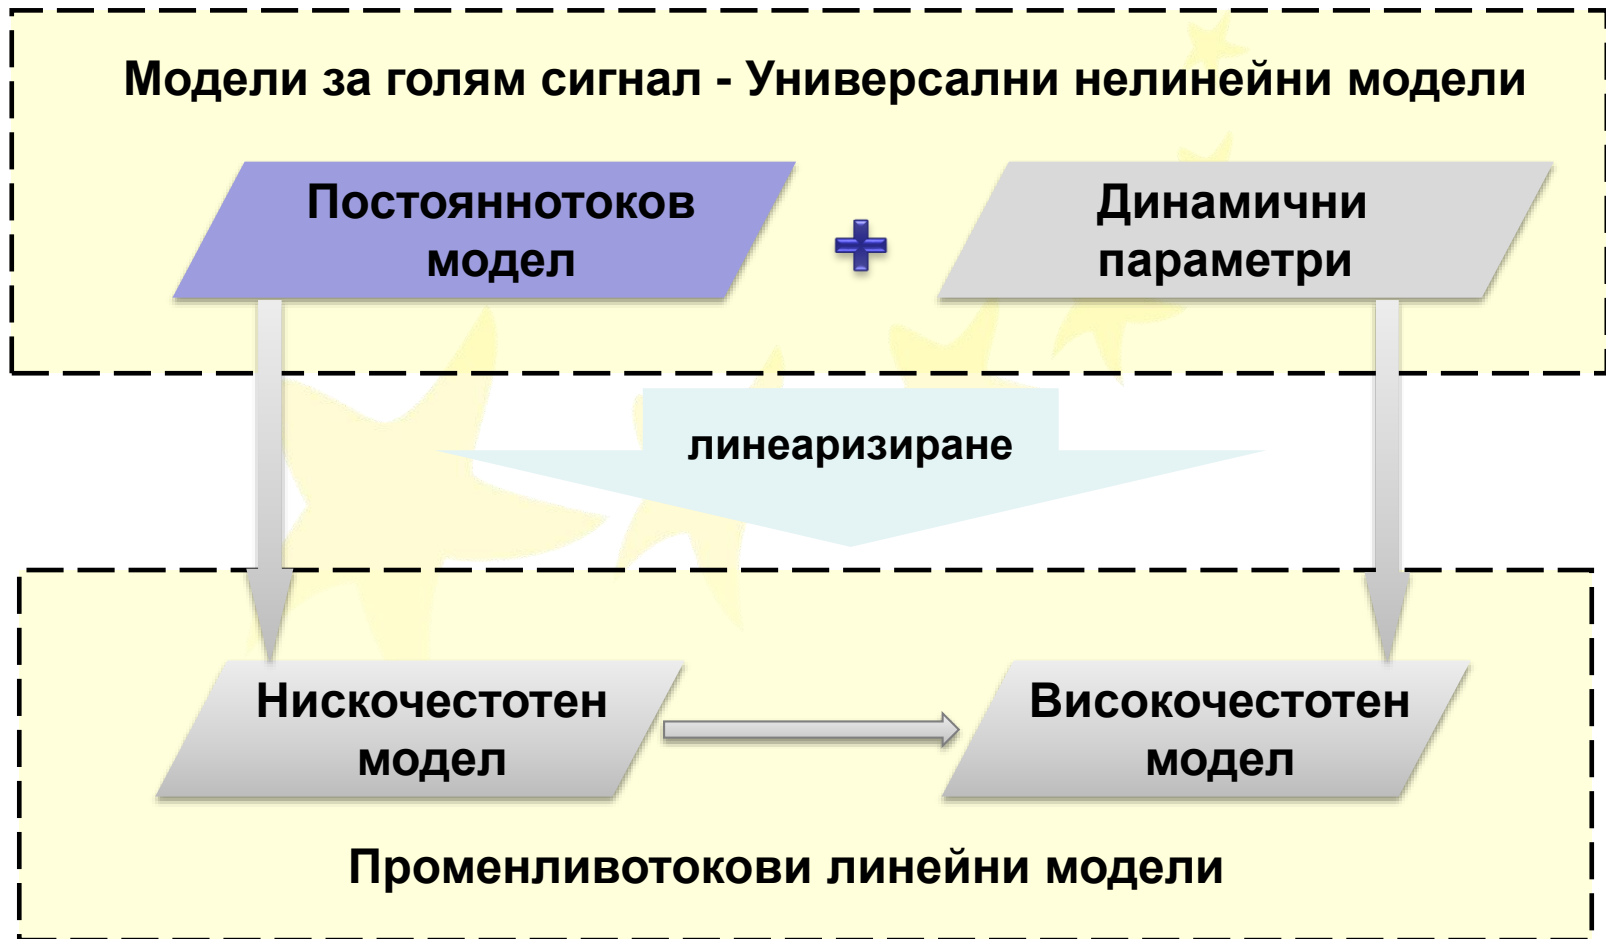 Модели за голям сигнал - Универсални нелинейни модели
Постояннотоков
модел
Динамични
параметри
линеаризиране
Нискочестотен
модел
Високочестотен
модел
Променливотокови линейни модели